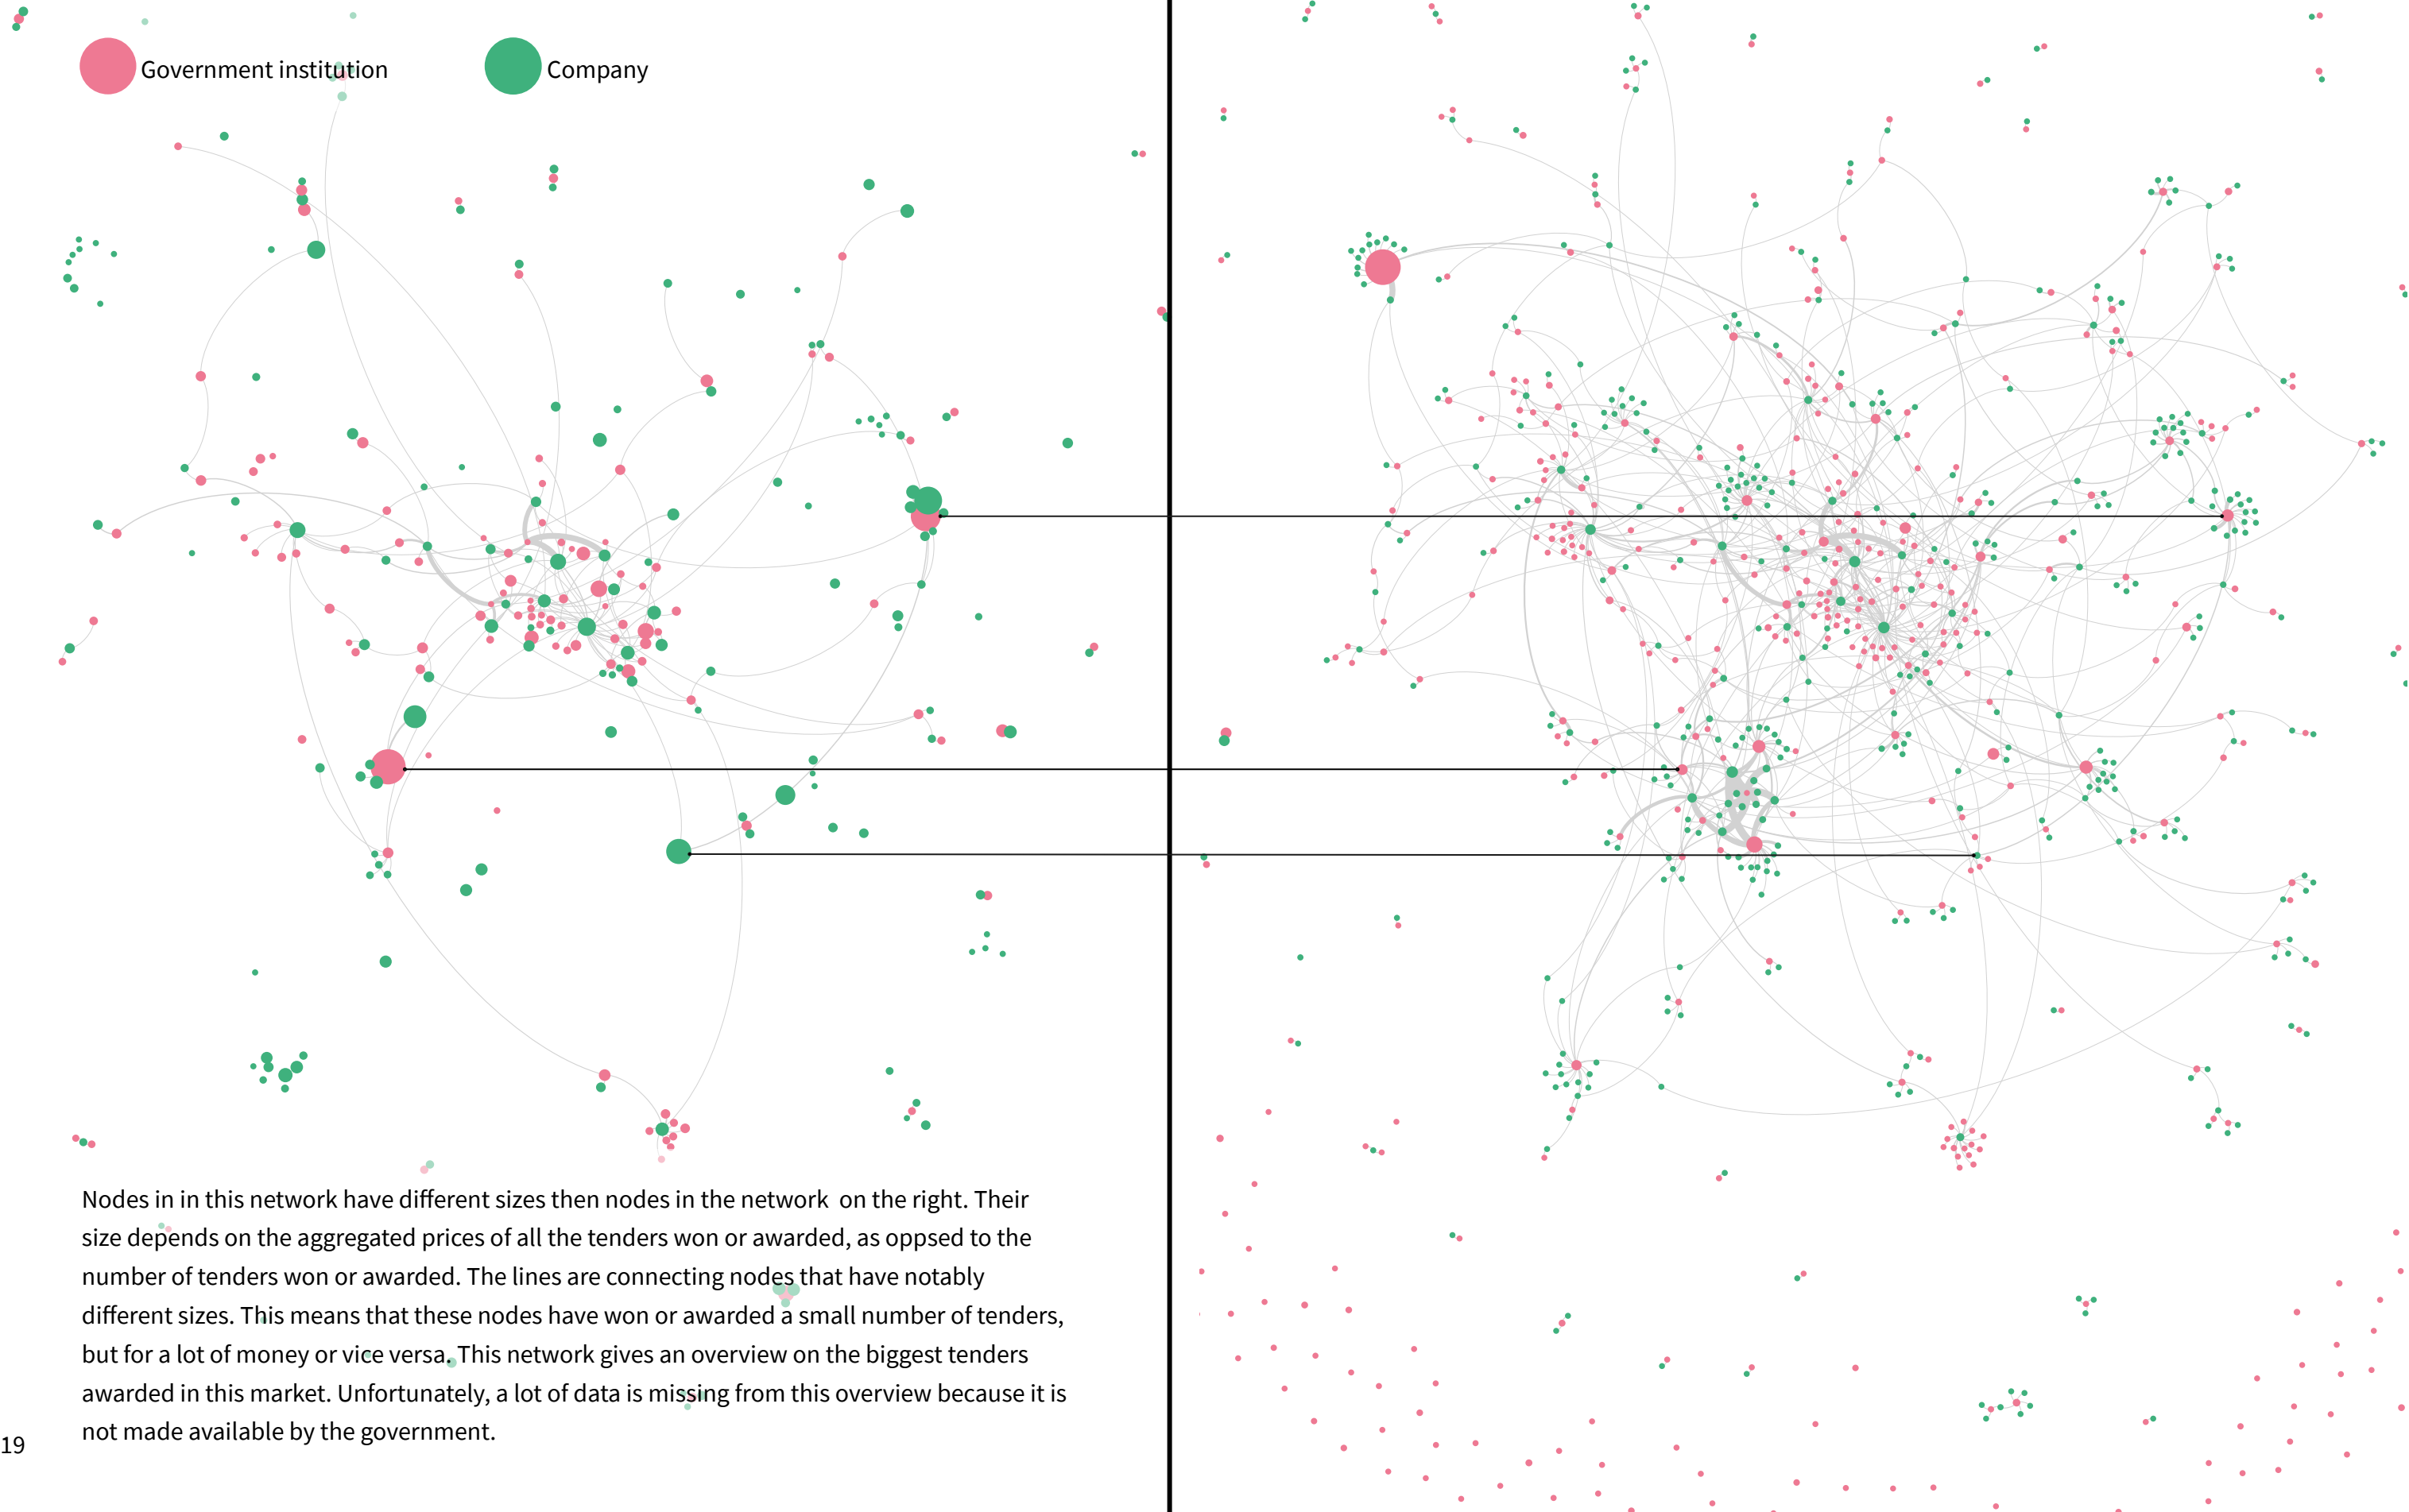 Government institution
Company
Nodes in in this network have different sizes then nodes in the network  on the right. Their
size depends on the aggregated prices of all the tenders won or awarded, as oppsed to the
number of tenders won or awarded. The lines are connecting nodes that have notably
different sizes. This means that these nodes have won or awarded a small number of tenders,
but for a lot of money or vice versa. This network gives an overview on the biggest tenders
awarded in this market. Unfortunately, a lot of data is missing from this overview because it is
not made available by the government.
19